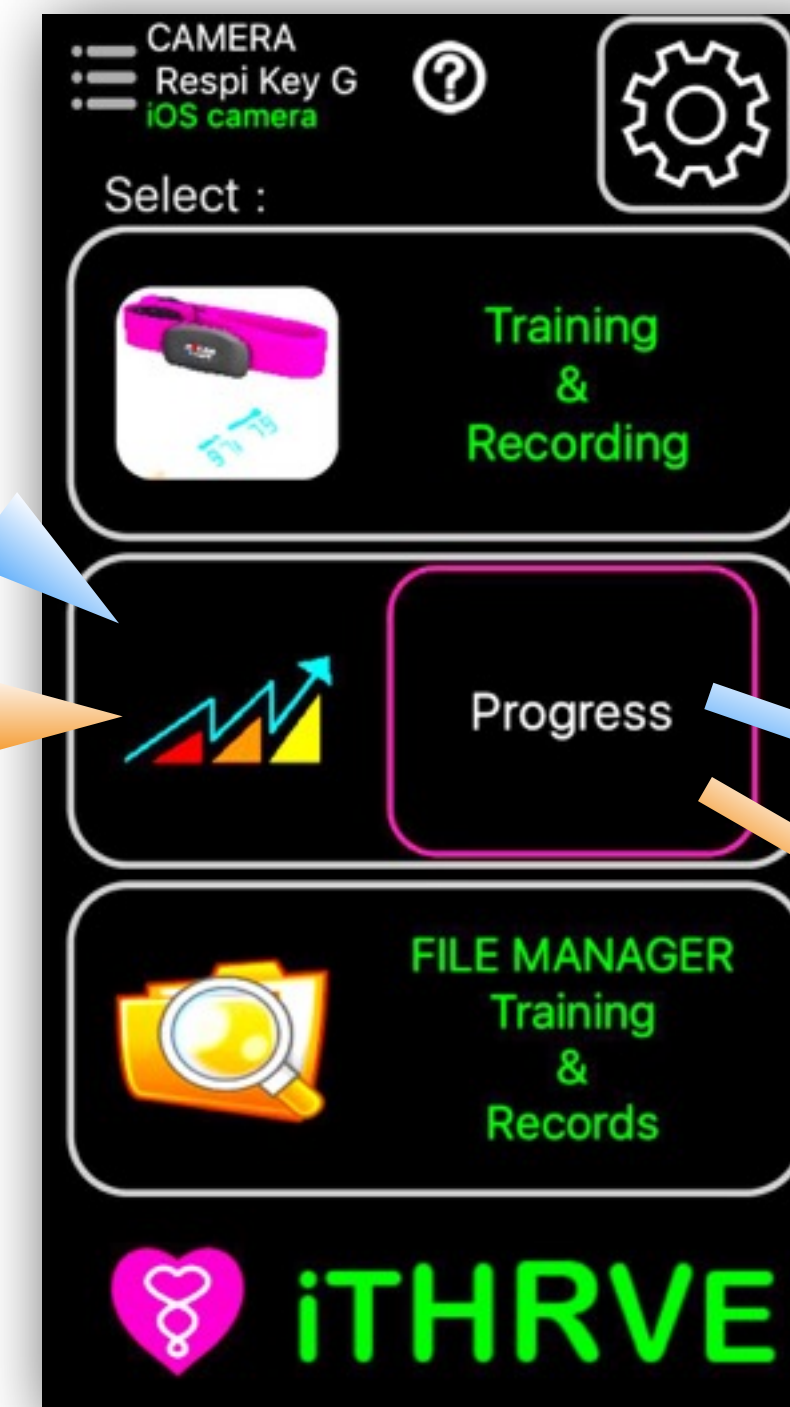 CAMERA
Respi Key G
?
iOS camera
Select :
Training
&
Recording
Progress
FILE MANAGER
Training
&
Records
iTHRVE